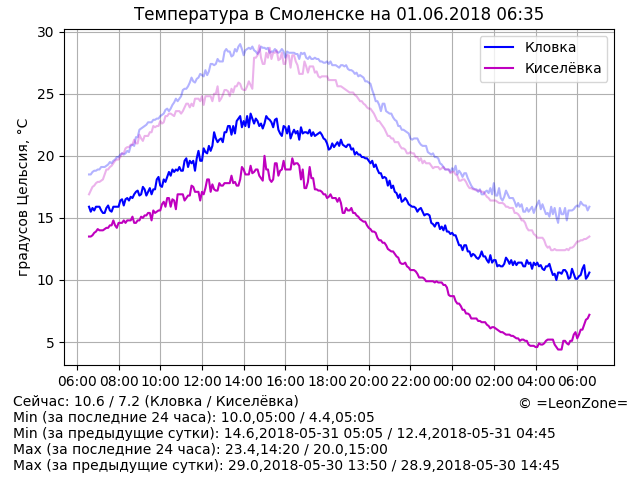 Температура в Смоленске на 01.06.2018 06:35
Кловка
Киселёвка
градусов Цельсия, °C
30
25
20
15
10
5
06:00 08:00 10:00 12:00 14:00 16:00 18:00 20:00 22:00 00:00 02:00 04:00 06:00
Сейчас: 10.6 / 7.2 (Кловка / Киселёвка)
© =LeonZone=
Min (за последние 24 часа): 10.0,05:00 / 4.4,05:05
Min (за предыдущие сутки): 14.6,2018-05-31 05:05 / 12.4,2018-05-31 04:45
Max (за последние 24 часа): 23.4,14:20 / 20.0,15:00
Max (за предыдущие сутки): 29.0,2018-05-30 13:50 / 28.9,2018-05-30 14:45